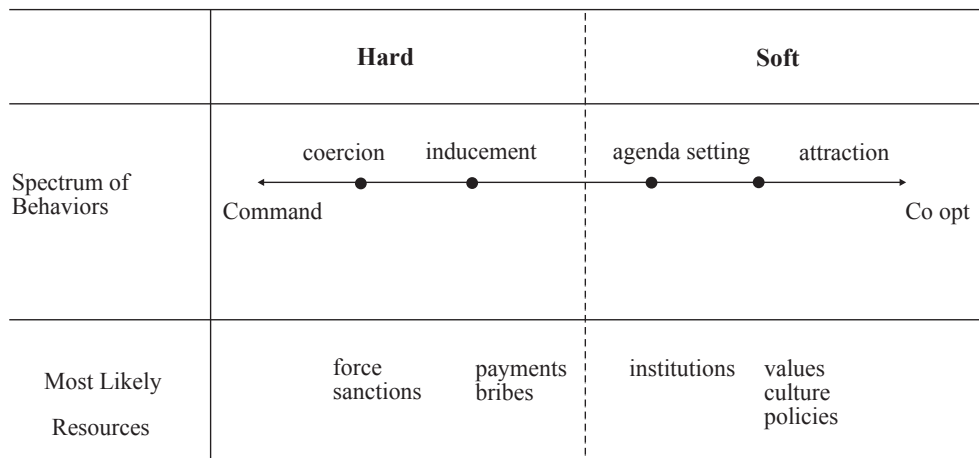 Hard
Soft
coercion
inducement
agenda setting
attraction
Spectrum of
Behaviors
Command
Co opt
Most Likely
Resources
force
sanctions
payments
bribes
institutions
values
culture
policies